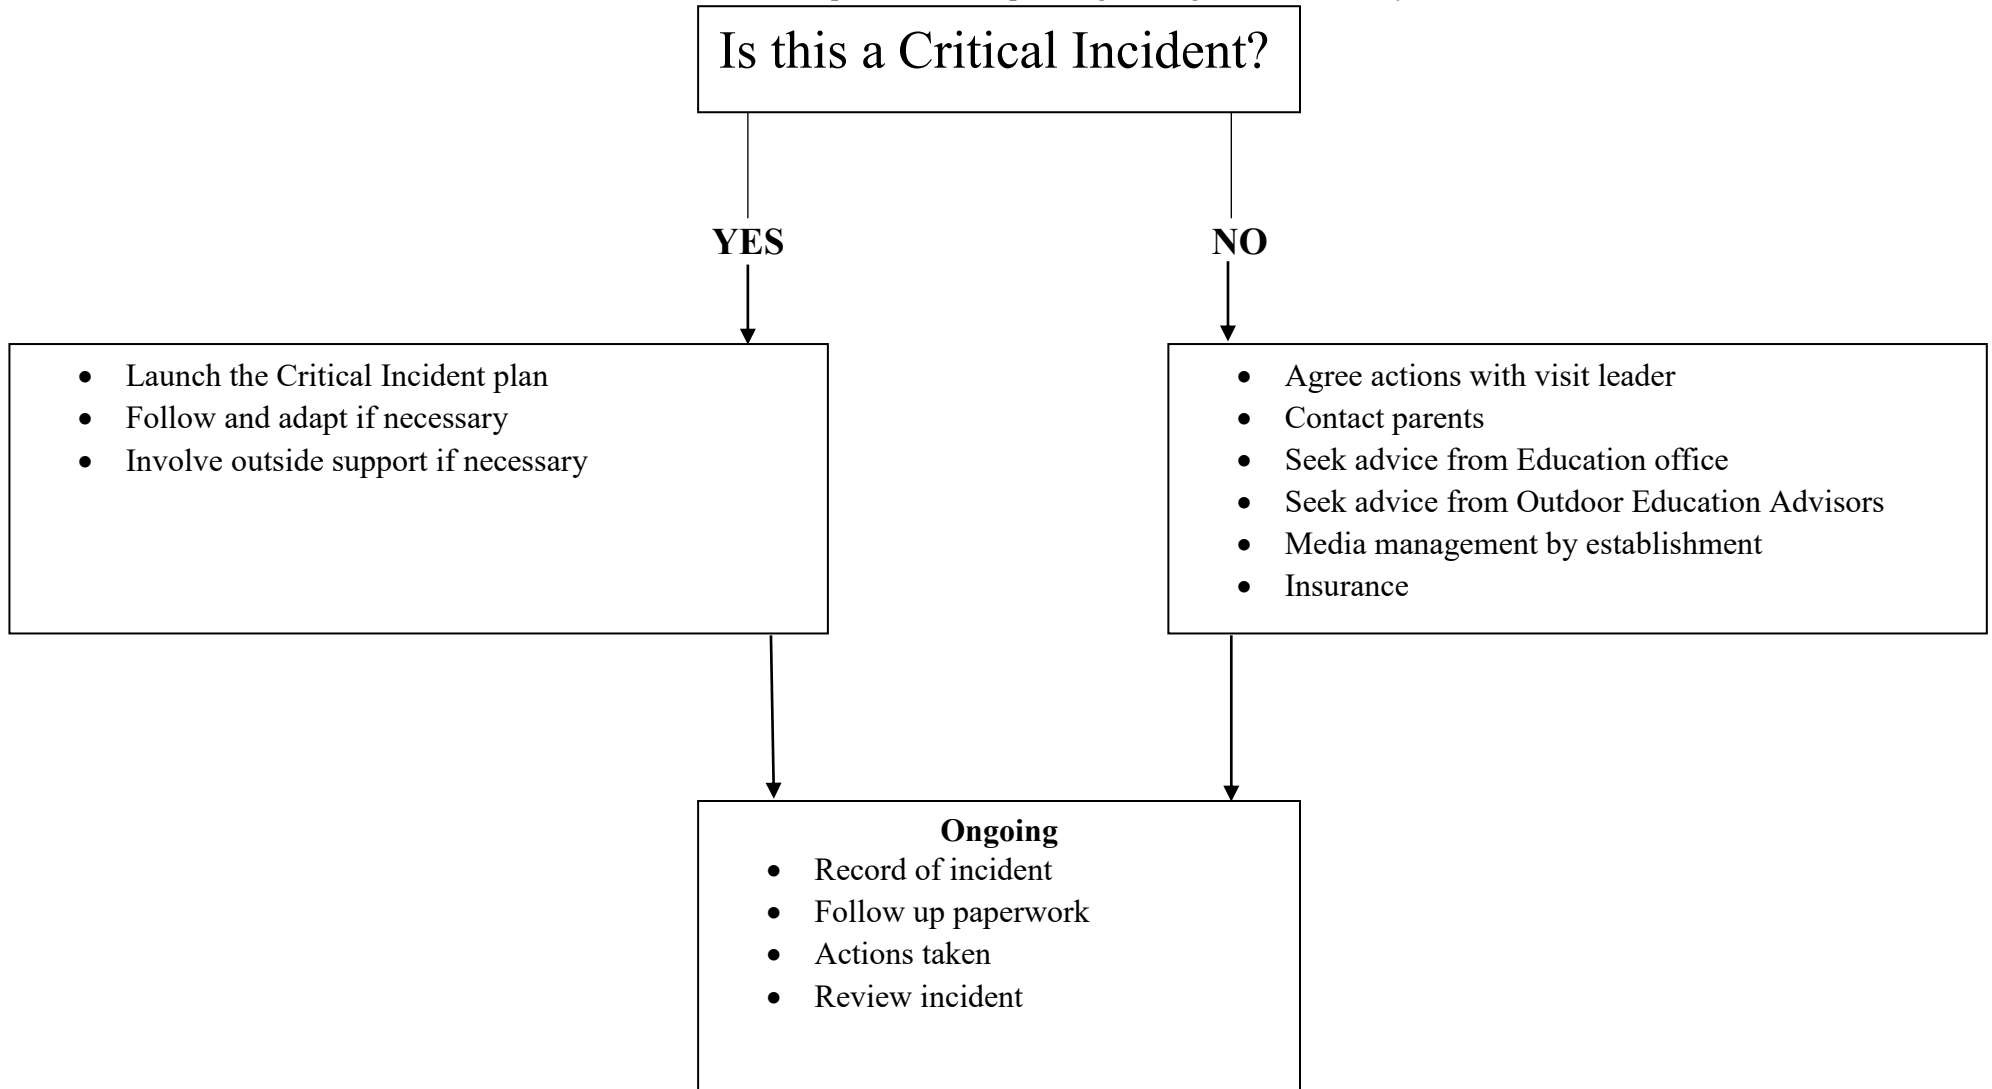 Is this a Critical Incident?
YES
NO
• Launch the Critical Incident plan
• Follow and adapt if necessary
• Involve outside support if necessary
• Agree actions with visit leader
• Contact parents
• Seek advice from Education office
• Seek advice from Outdoor Education Advisors
• Media management by establishment
• Insurance
Ongoing
• Record of incident
• Follow up paperwork
• Actions taken
• Review incident